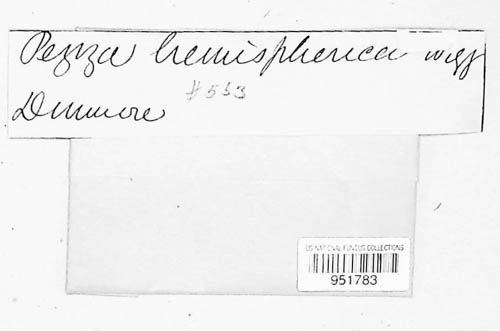 Peziza hemispherica Wigg
Dunmore
#553
US NATIONAL FUNGUS COLLECTIONS
951783